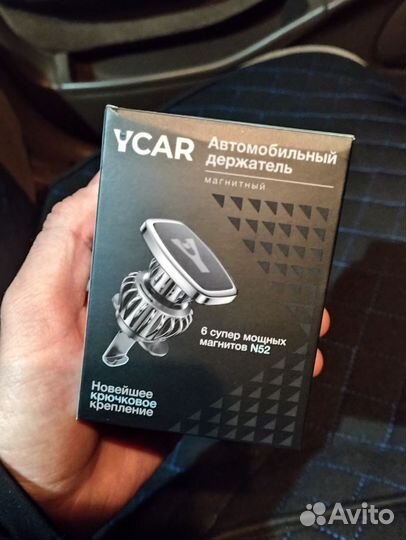 YCAR
Автомобильный
держатель
магнитный
6 супер мощных
магнитов N52
Новейшее
крючковое
крепление
Avito